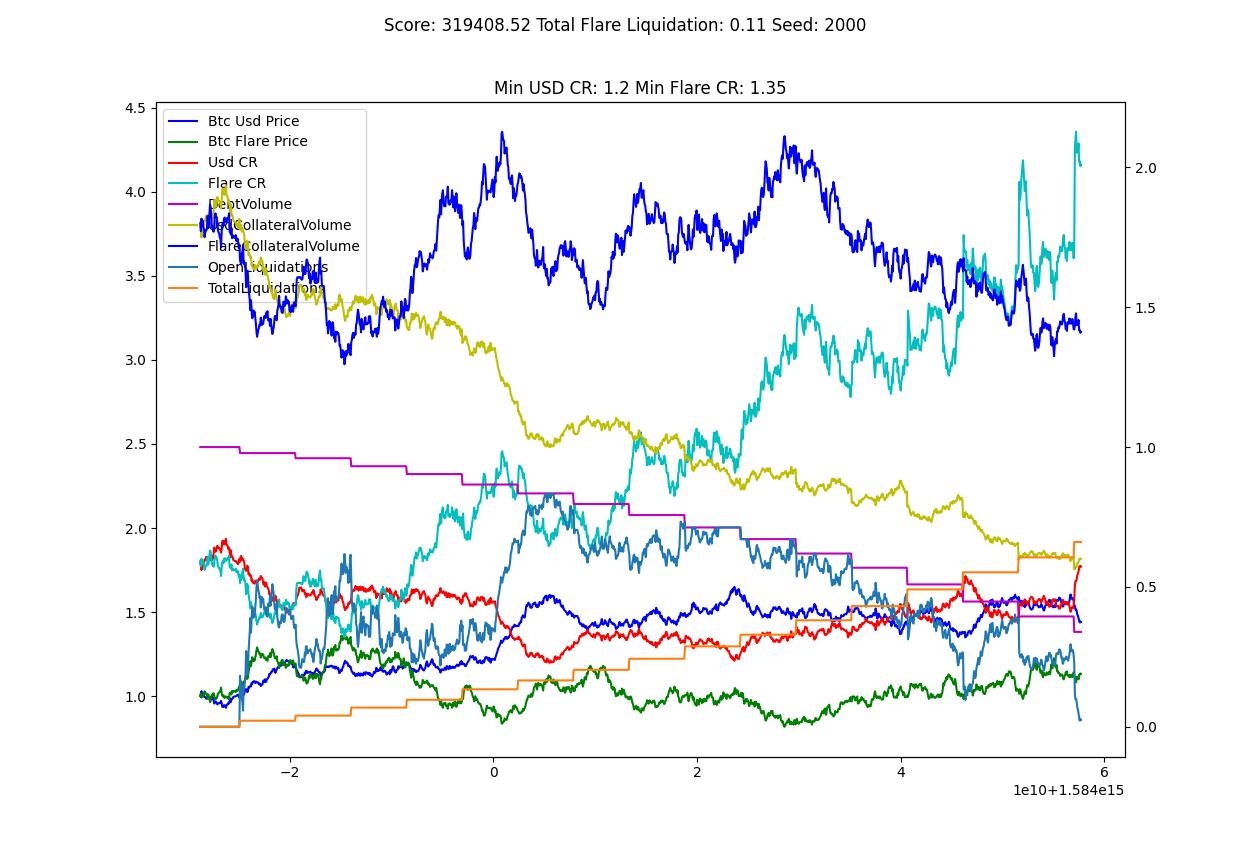 Score: 319408.52 Total Flare Liquidation: 0.11 Seed: 2000
Min USD CR: 1.2 Min Flare CR: 1.35
4.5
4.0
3.5
3.0
2.5
2.0
1.5
1.0
Btc Usd Price
Btc Flare Price
Usd CR
Flare CR
DebtVolume
UsdCollateralVolume
FlareCollateralVolume
OpenLiquidations
TotalLiquidations
2.0
1.5
1.0
0.5
0.0
−2 0 2 4 6
1e10+1.584e15